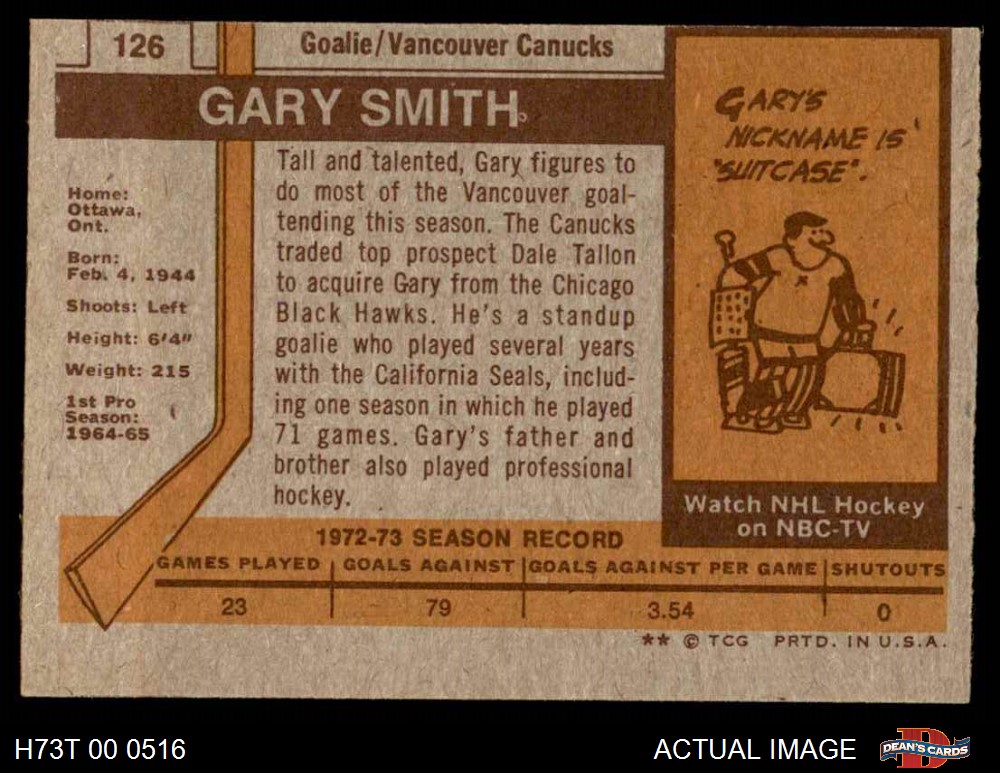 126
Goalie/Vancouver Canucks
GARY SMITH
Home:
Ottawa,
Ont.
Born:
Feb. 4, 1944
Shoots: Left
Height: 6'4"
Weight: 215
1st Pro
Season:
1964-65
Tall and talented, Gary figures to
do most of the Vancouver goal-
tending this season. The Canucks
traded top prospect Dale Tallon
to acquire Gary from the Chicago
Black Hawks. He's a standup
goalie who played several years
with the California Seals, includ-
ing one season in which he played
71 games. Gary's father and
brother also played professional
hockey.
GARY'S
NICKNAME IS
"SUITCASE".
Watch NHL Hockey
on NBC-TV
1972-73 SEASON RECORD
GAMES PLAYED GOALS AGAINST GOALS AGAINST PER GAME SHUTOUTS
23 79 3.54 0
** © TCG PRTD. IN U.S.A.
H73T 00 0516
ACTUAL IMAGE
DEAN'S CARDS